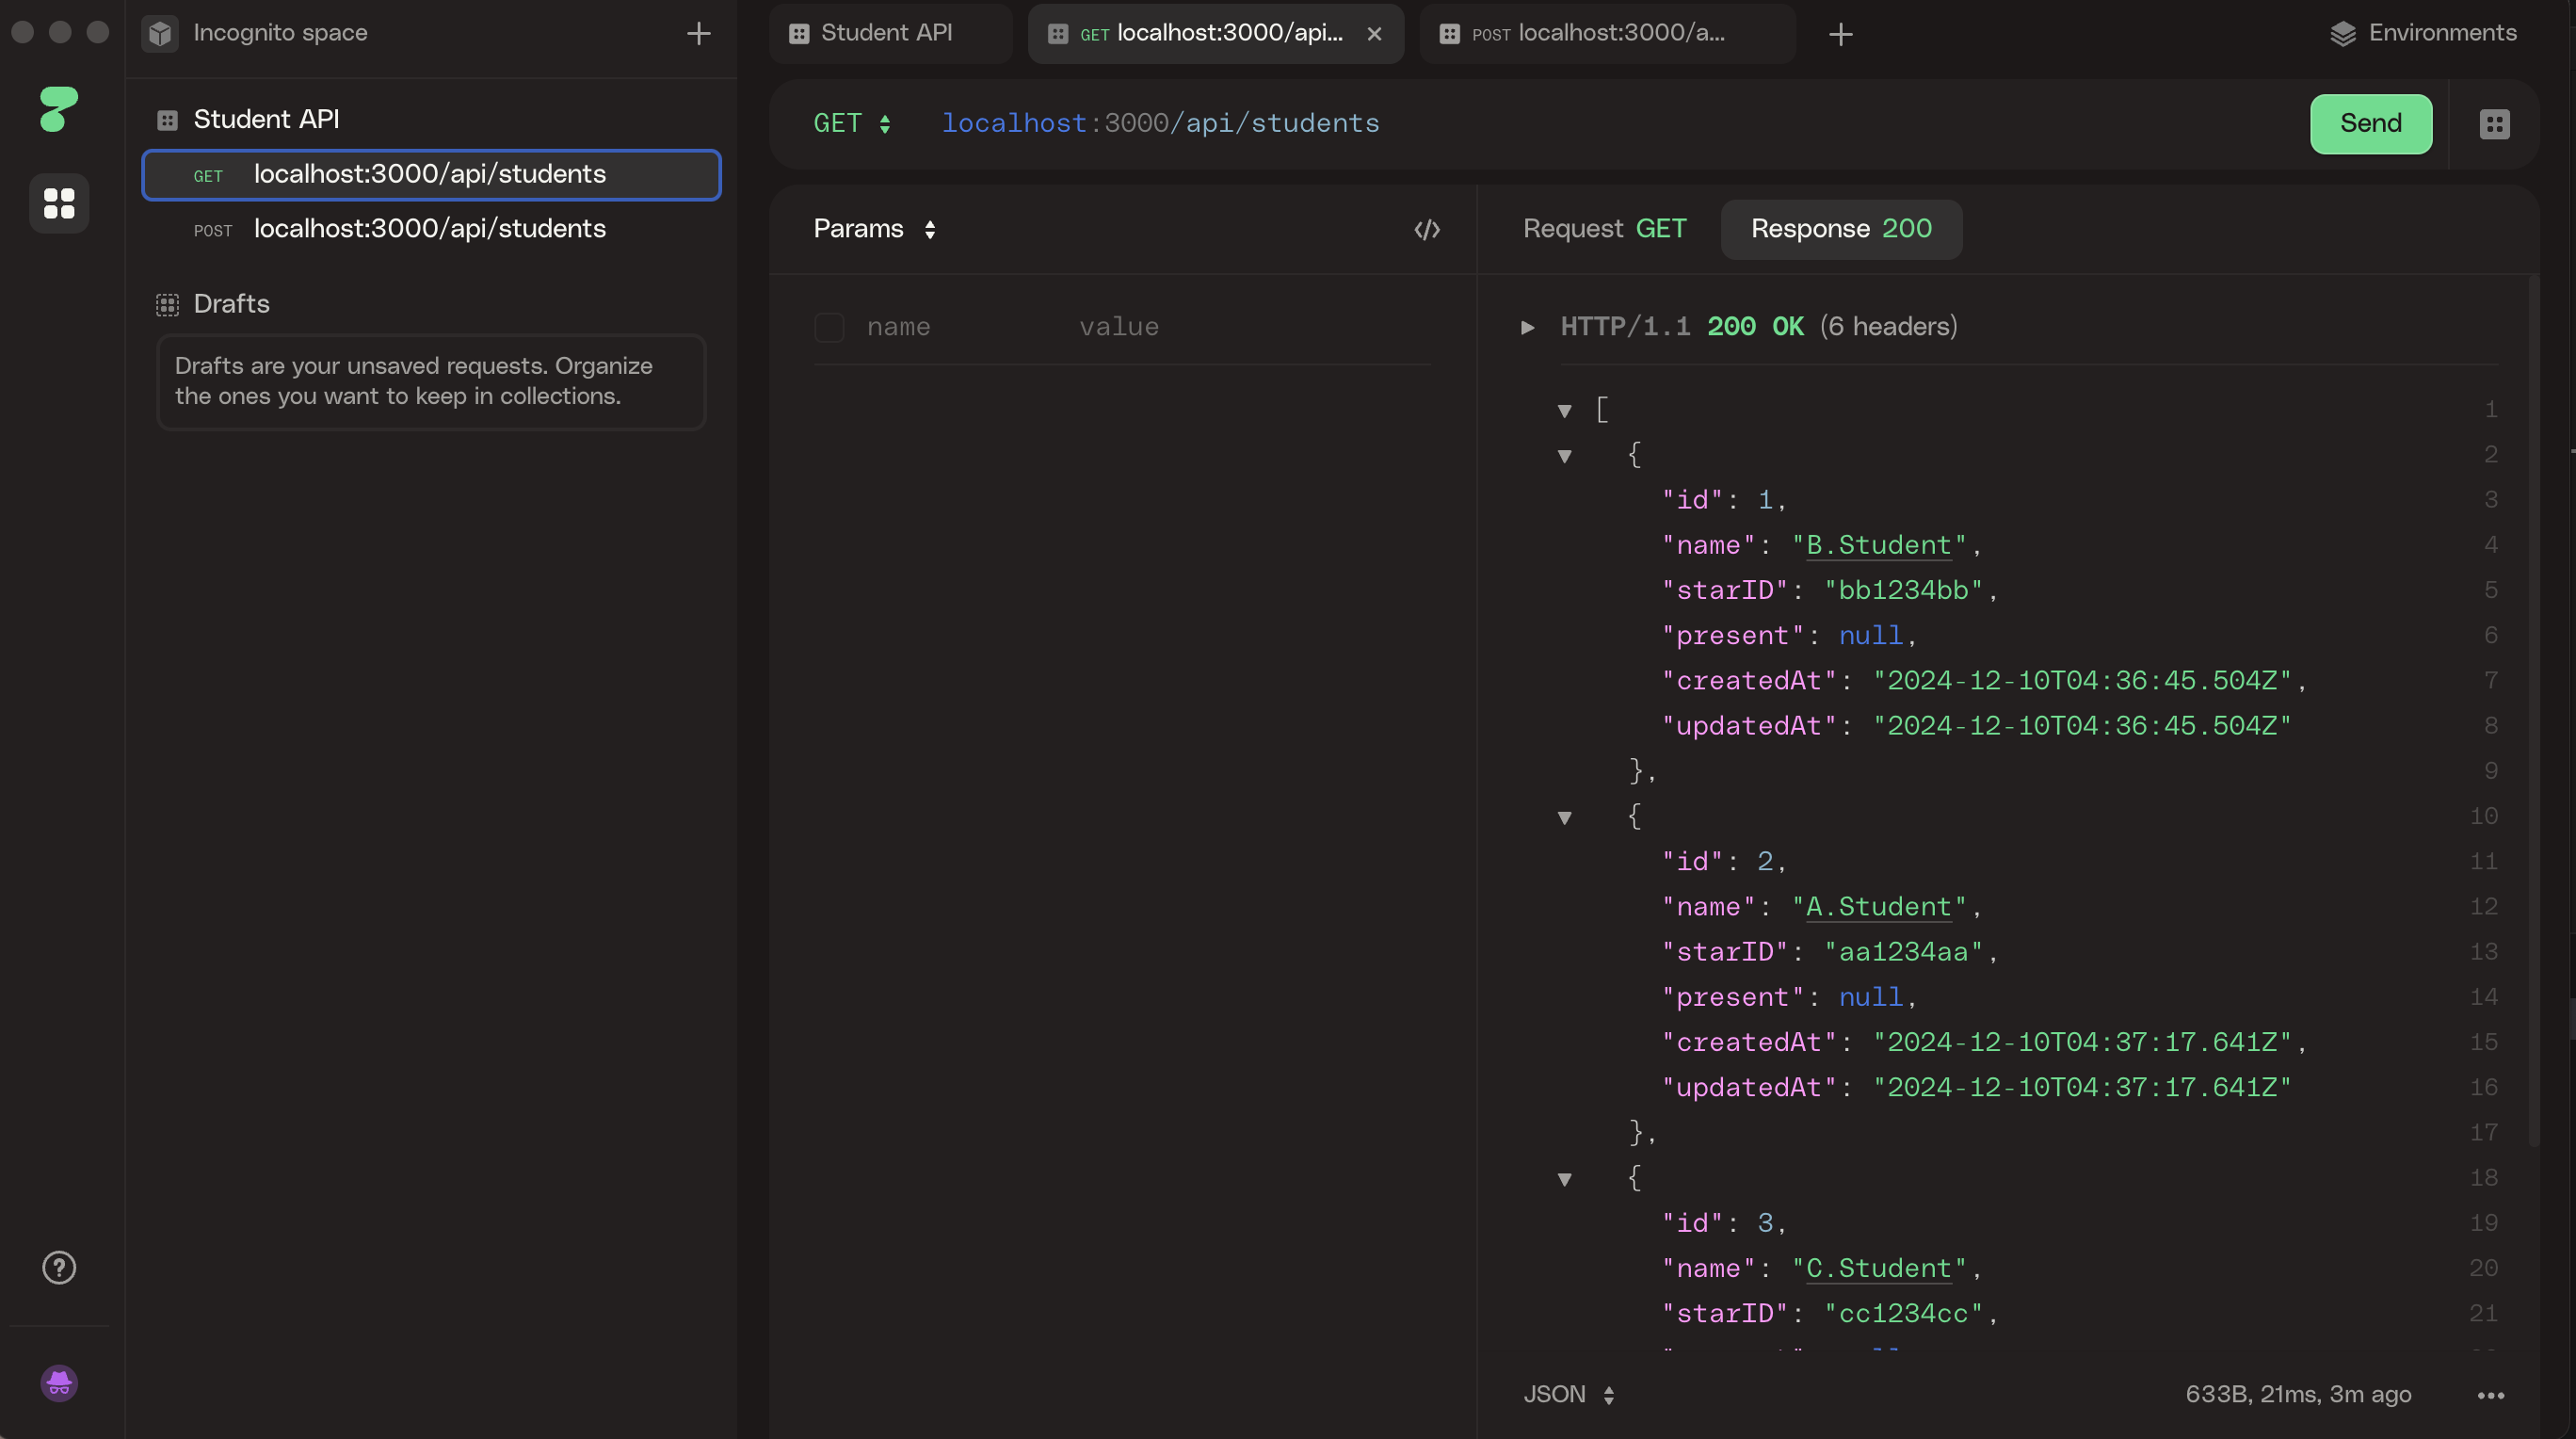 Incognito space
Student API
GET localhost:3000/api/students
POST localhost:3000/api/students
Drafts
Drafts are your unsaved requests. Organize
the ones you want to keep in collections.
Student API
GET localhost:3000/api...
POST localhost:3000/a...
Environments
GET localhost:3000/api/students
Send
Params
</>
name value
Request GET
Response 200
HTTP/1.1 200 OK (6 headers)
[ 1
{ 2
"id": 1, 3
"name": "B.Student", 4
"starID": "bb1234bb", 5
"present": null, 6
"createdAt": "2024-12-10T04:36:45.504Z", 7
"updatedAt": "2024-12-10T04:36:45.504Z" 8
}, 9
{ 10
"id": 2, 11
"name": "A.Student", 12
"starID": "aa1234aa", 13
"present": null, 14
"createdAt": "2024-12-10T04:37:17.641Z", 15
"updatedAt": "2024-12-10T04:37:17.641Z" 16
}, 17
{ 18
"id": 3, 19
"name": "C.Student", 20
"starID": "cc1234cc", 21
JSON
633B, 21ms, 3m ago